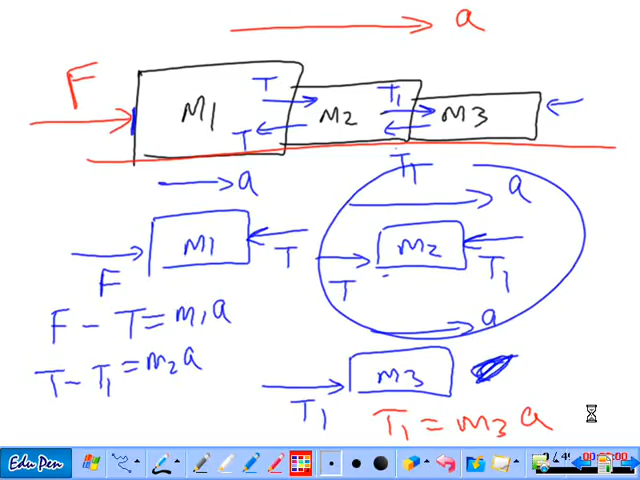 a
F
M1
T
T
M2
T1
M3
T1
a
a
M1
F
T
M2
T
T1
a
F - T = m1a
T - T1 = m2a
M3
T1
T1 = m3 a
Edu Pen